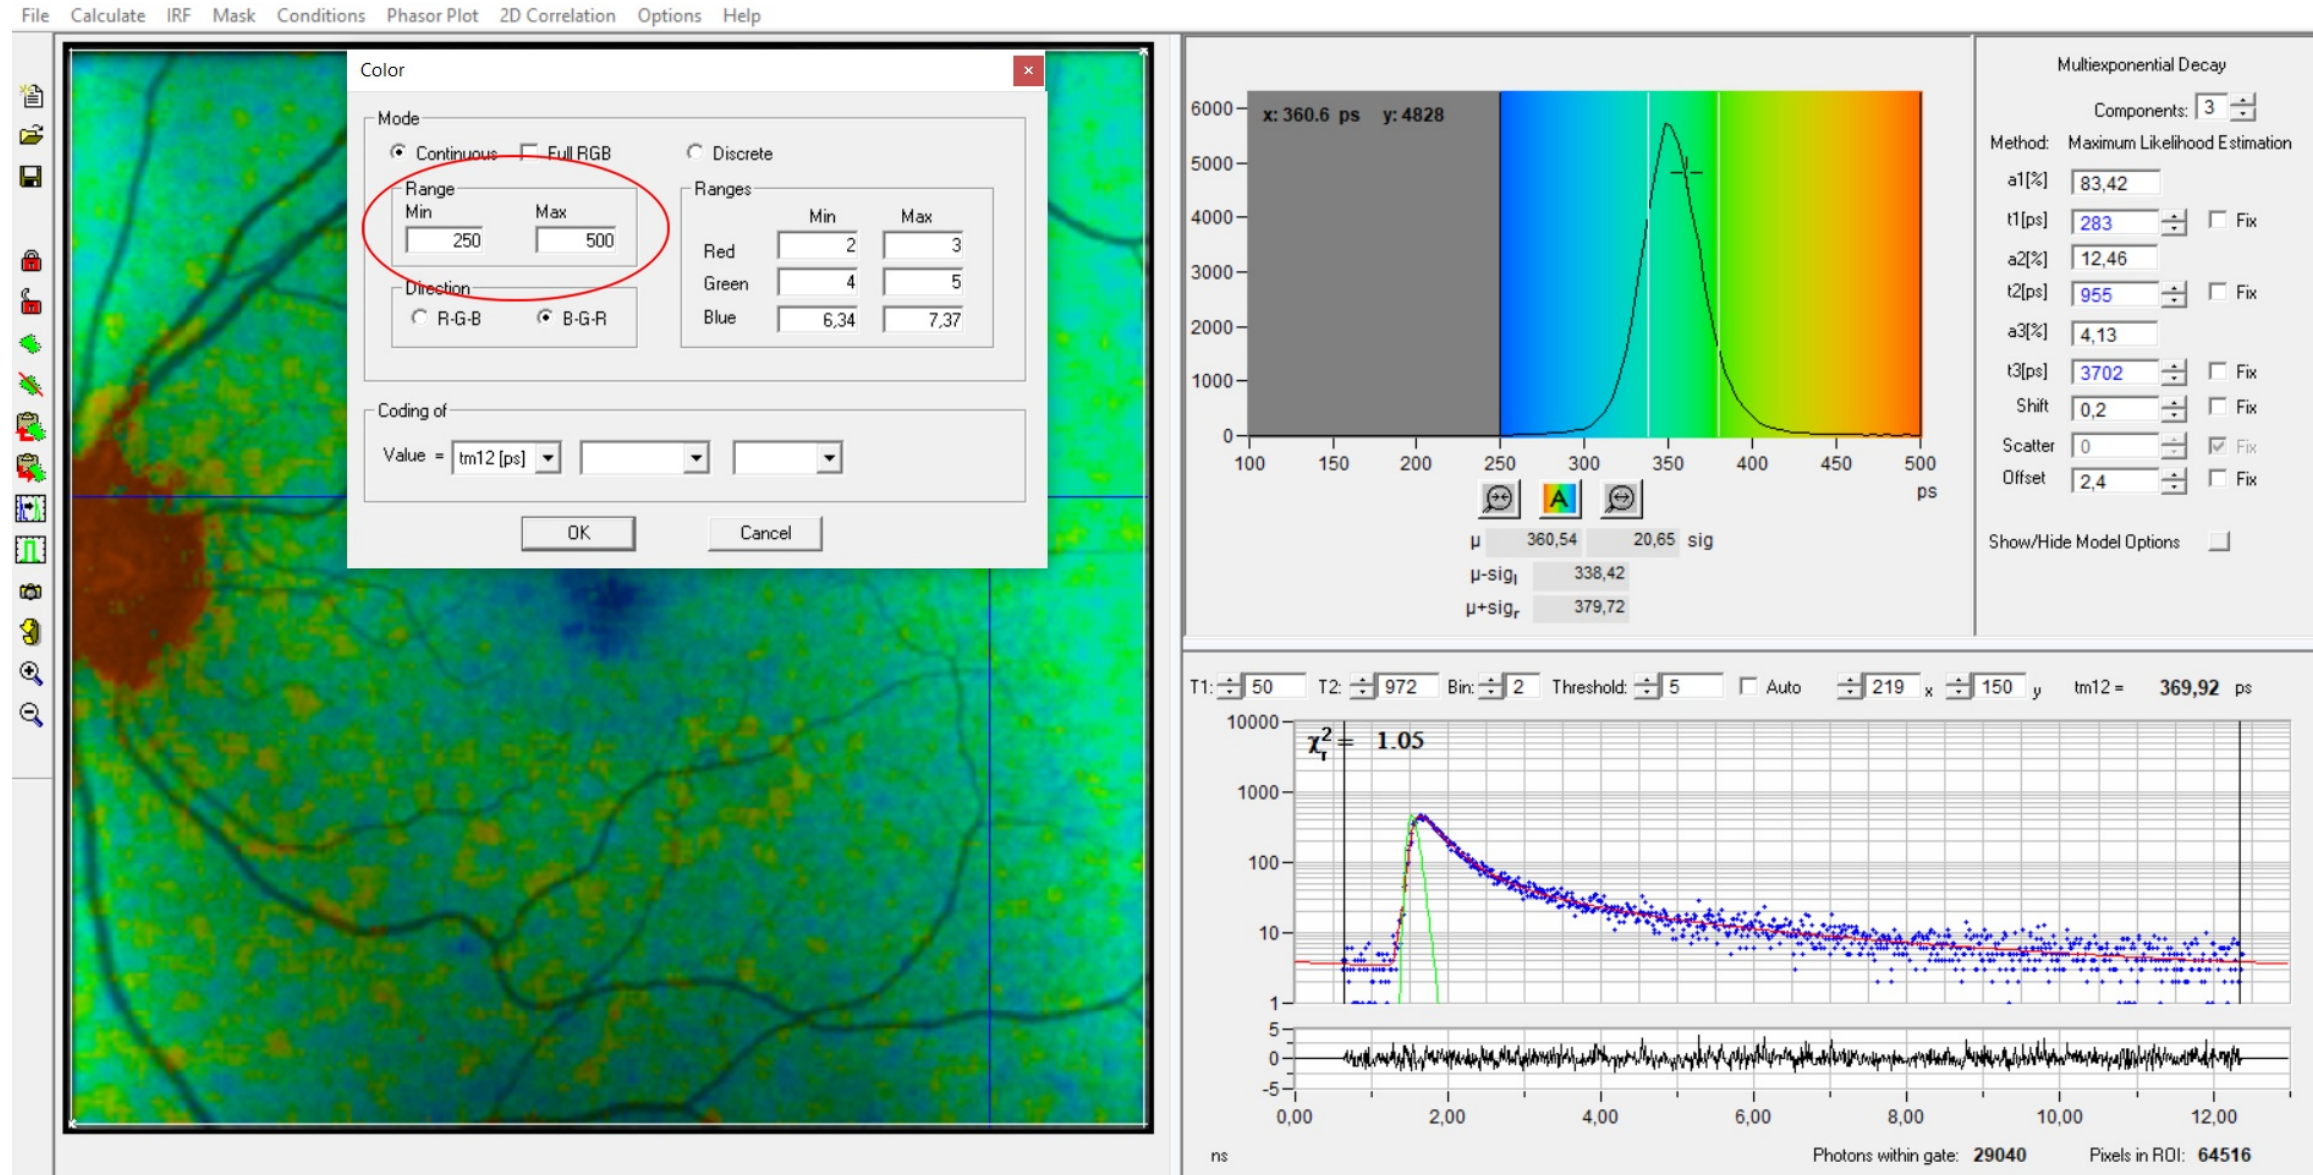 File Calculate IRF Mask Conditions Phasor Plot 2D Correlation Options Help
Color
Mode
Continuous Full RGB Discrete
Range
Min Max
250 500
Direction
R-G-B B-G-R
Ranges
Min Max
Red 2 3
Green 4 5
Blue 6,34 7,37
Coding of
Value = tm12 [ps]
OK Cancel
x: 360.6 ps y: 4828
6000
5000
4000
3000
2000
1000
0
100 150 200 250 300 350 400 450 500
ps
A
μ 360,54 20,65 sig
μ-sigl 338,42
μ+sigr 379,72
Multiexponential Decay
Components: 3
Method: Maximum Likelihood Estimation
a1[%] 83,42
t1[ps] 283 Fix
a2[%] 12,46
t2[ps] 955 Fix
a3[%] 4,13
t3[ps] 3702 Fix
Shift 0,2 Fix
Scatter 0 Fix
Offset 2,4 Fix
Show/Hide Model Options
T1: 50 T2: 972 Bin: 2 Threshold: 5 Auto 219 x 150 y tm12 = 369,92 ps
χr2 = 1.05
10000
1000
100
10
1
5
0
-5
0,00 2,00 4,00 6,00 8,00 10,00 12,00
ns Photons within gate: 29040 Pixels in ROI: 64516